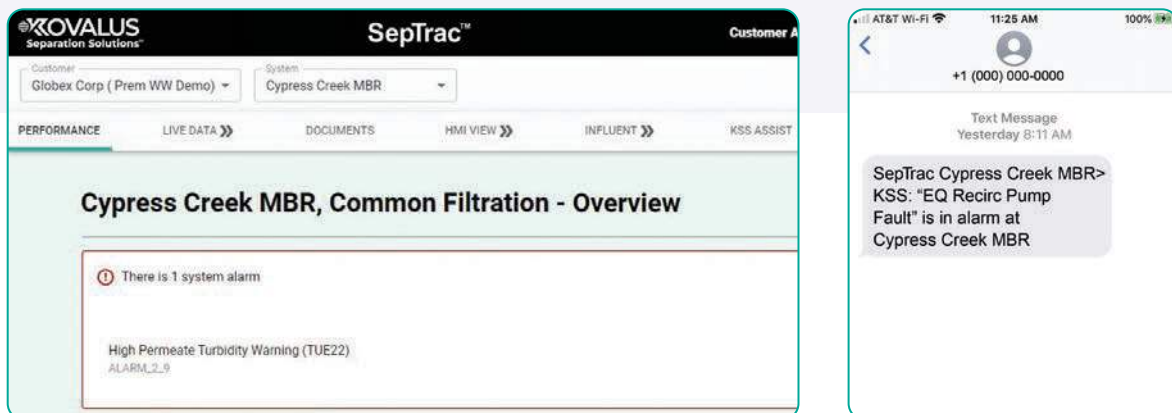 KOVALUS
Separation Solutions™
SepTrac™
Customer A
Customer
Globex Corp ( Prem WW Demo)
System
Cypress Creek MBR
PERFORMANCE LIVE DATA DOCUMENTS HMI VIEW INFLUENT KSS ASSIST
Cypress Creek MBR, Common Filtration - Overview
There is 1 system alarm
High Permeate Turbidity Warning (TUE22)
ALARM_2_9
AT&T Wi-Fi 11:25 AM 100%
+1 (000) 000-0000
Text Message
Yesterday 8:11 AM
SepTrac Cypress Creek MBR>
KSS: “EQ Recirc Pump
Fault” is in alarm at
Cypress Creek MBR